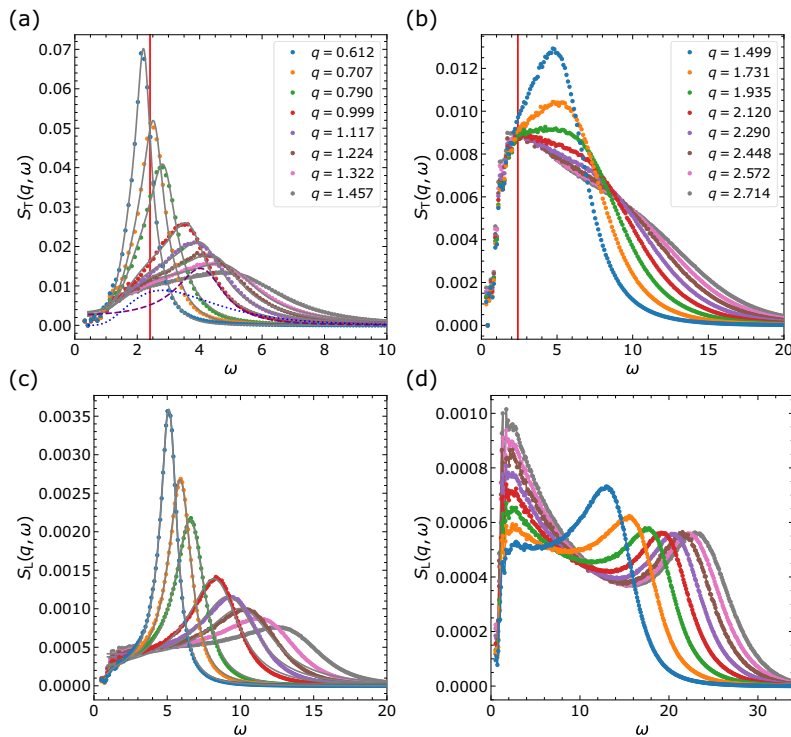 (a)
(b)
0.07
0.06
0.05
0.04
0.03
0.02
0.01
0.00
S_T(q, ω)
q = 0.612
q = 0.707
q = 0.790
q = 0.999
q = 1.117
q = 1.224
q = 1.322
q = 1.457
0 2 4 6 8 10
ω
0.012
0.010
0.008
0.006
0.004
0.002
0.000
S_T(q, ω)
q = 1.499
q = 1.731
q = 1.935
q = 2.120
q = 2.290
q = 2.448
q = 2.572
q = 2.714
0 5 10 15 20
ω
(c)
(d)
0.0035
0.0030
0.0025
0.0020
0.0015
0.0010
0.0005
0.0000
S_L(q, ω)
0 5 10 15 20
ω
0.0010
0.0008
0.0006
0.0004
0.0002
0.0000
S_L(q, ω)
0 10 20 30
ω